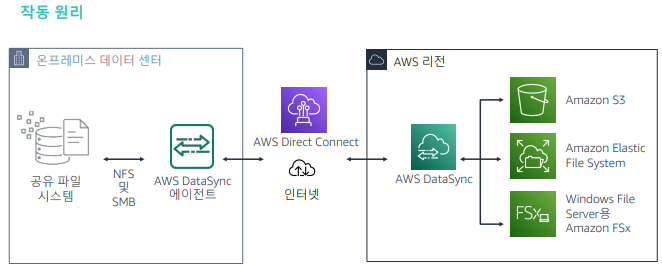 작동 원리
온프레미스 데이터 센터
공유 파일
시스템
NFS
및
SMB
AWS DataSync
에이전트
AWS Direct Connect
인터넷
AWS 리전
AWS DataSync
Amazon S3
Amazon Elastic
File System
FSx
Windows File
Server용
Amazon FSx